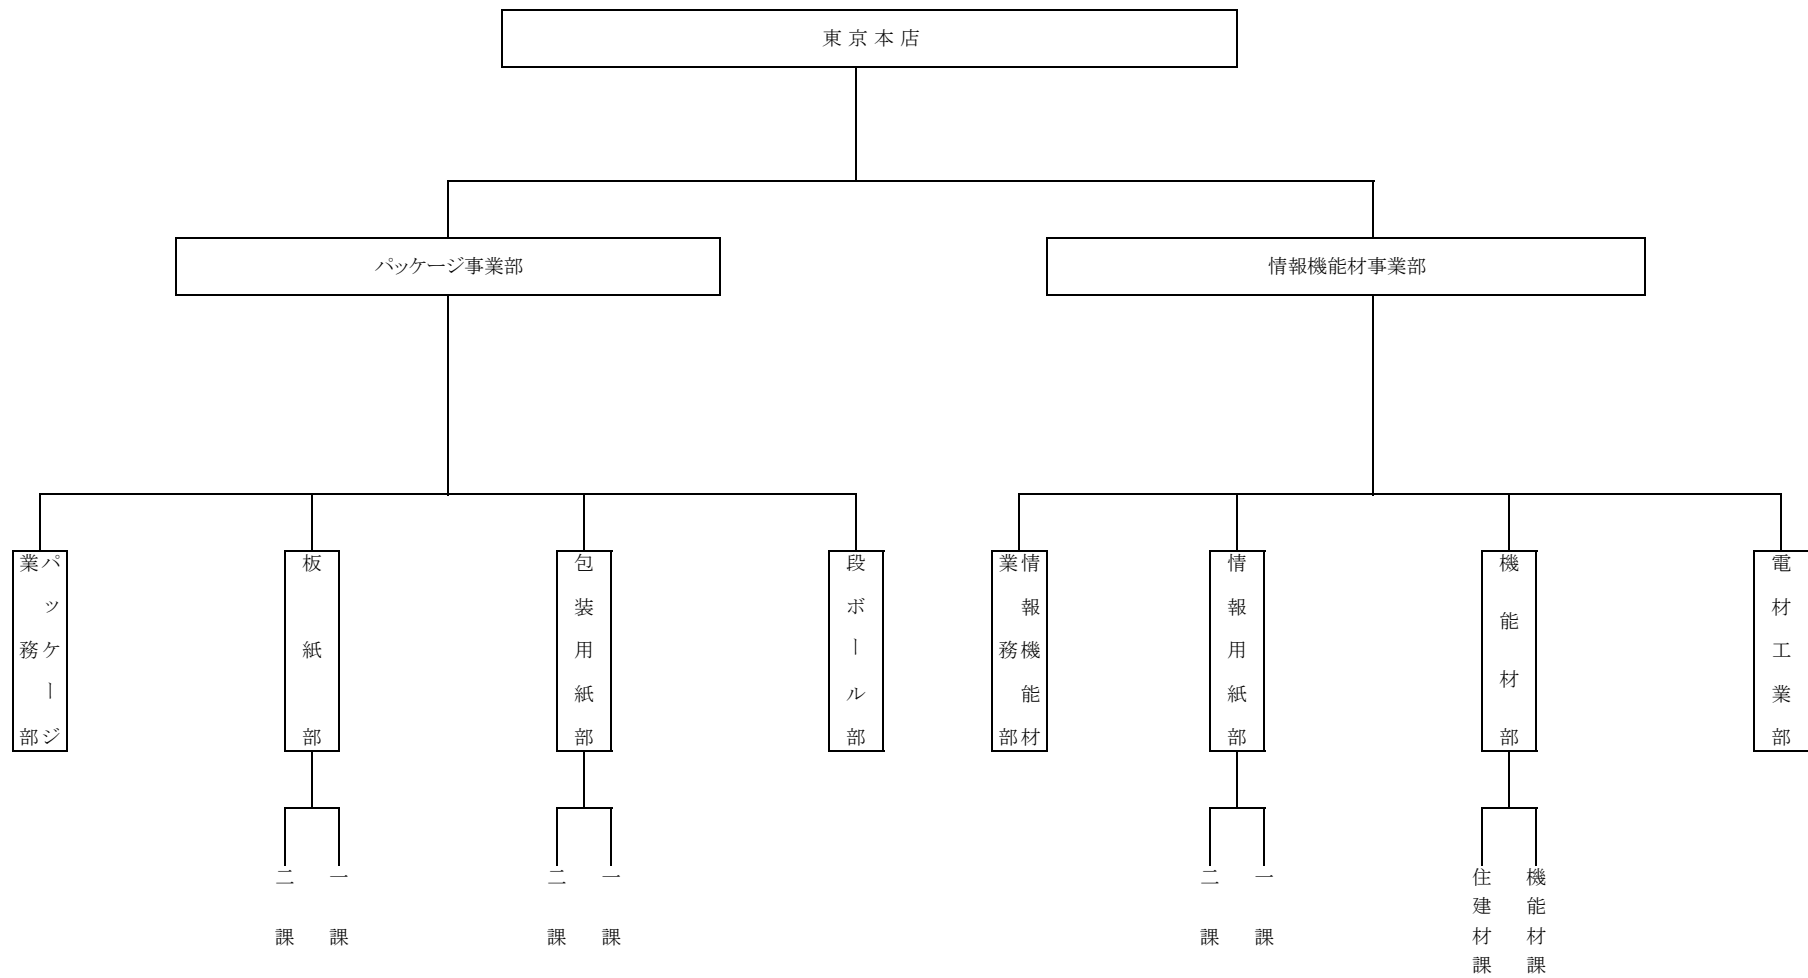 東京本店
パッケージ事業部
情報機能材事業部
パッケージ
業務部
板紙部
包装用紙部
段ボール部
情報機能材
業務部
情報用紙部
機能材部
電材工業部
一課
二課
一課
二課
一課
二課
機能材課
住建材課